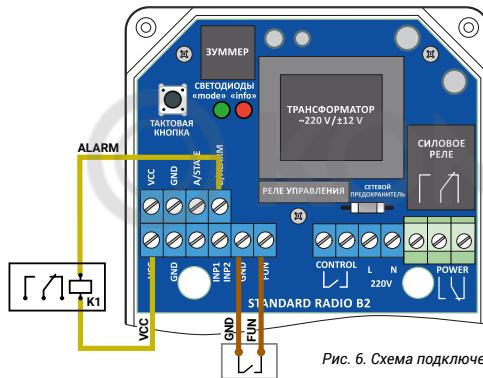 ЗУММЕР
СВЕТОДИОДЫ
«mode» «info»
ТАКТОВАЯ
КНОПКА
ТРАНСФОРМАТОР
~220 V/±12 V
СИЛОВОЕ
РЕЛЕ
ALARM
VCC
GND
A/STATE
/ALARM
РЕЛЕ УПРАВЛЕНИЯ
СЕТЕВОЙ
ПРЕДОХРАНИТЕЛЬ
VCC
GND
INP1
INP2
GND
FUN
CONTROL
L
N
220V
POWER
K1
STANDARD RADIO B2
VCC
GND
FUN
Рис. 6. Схема подключе